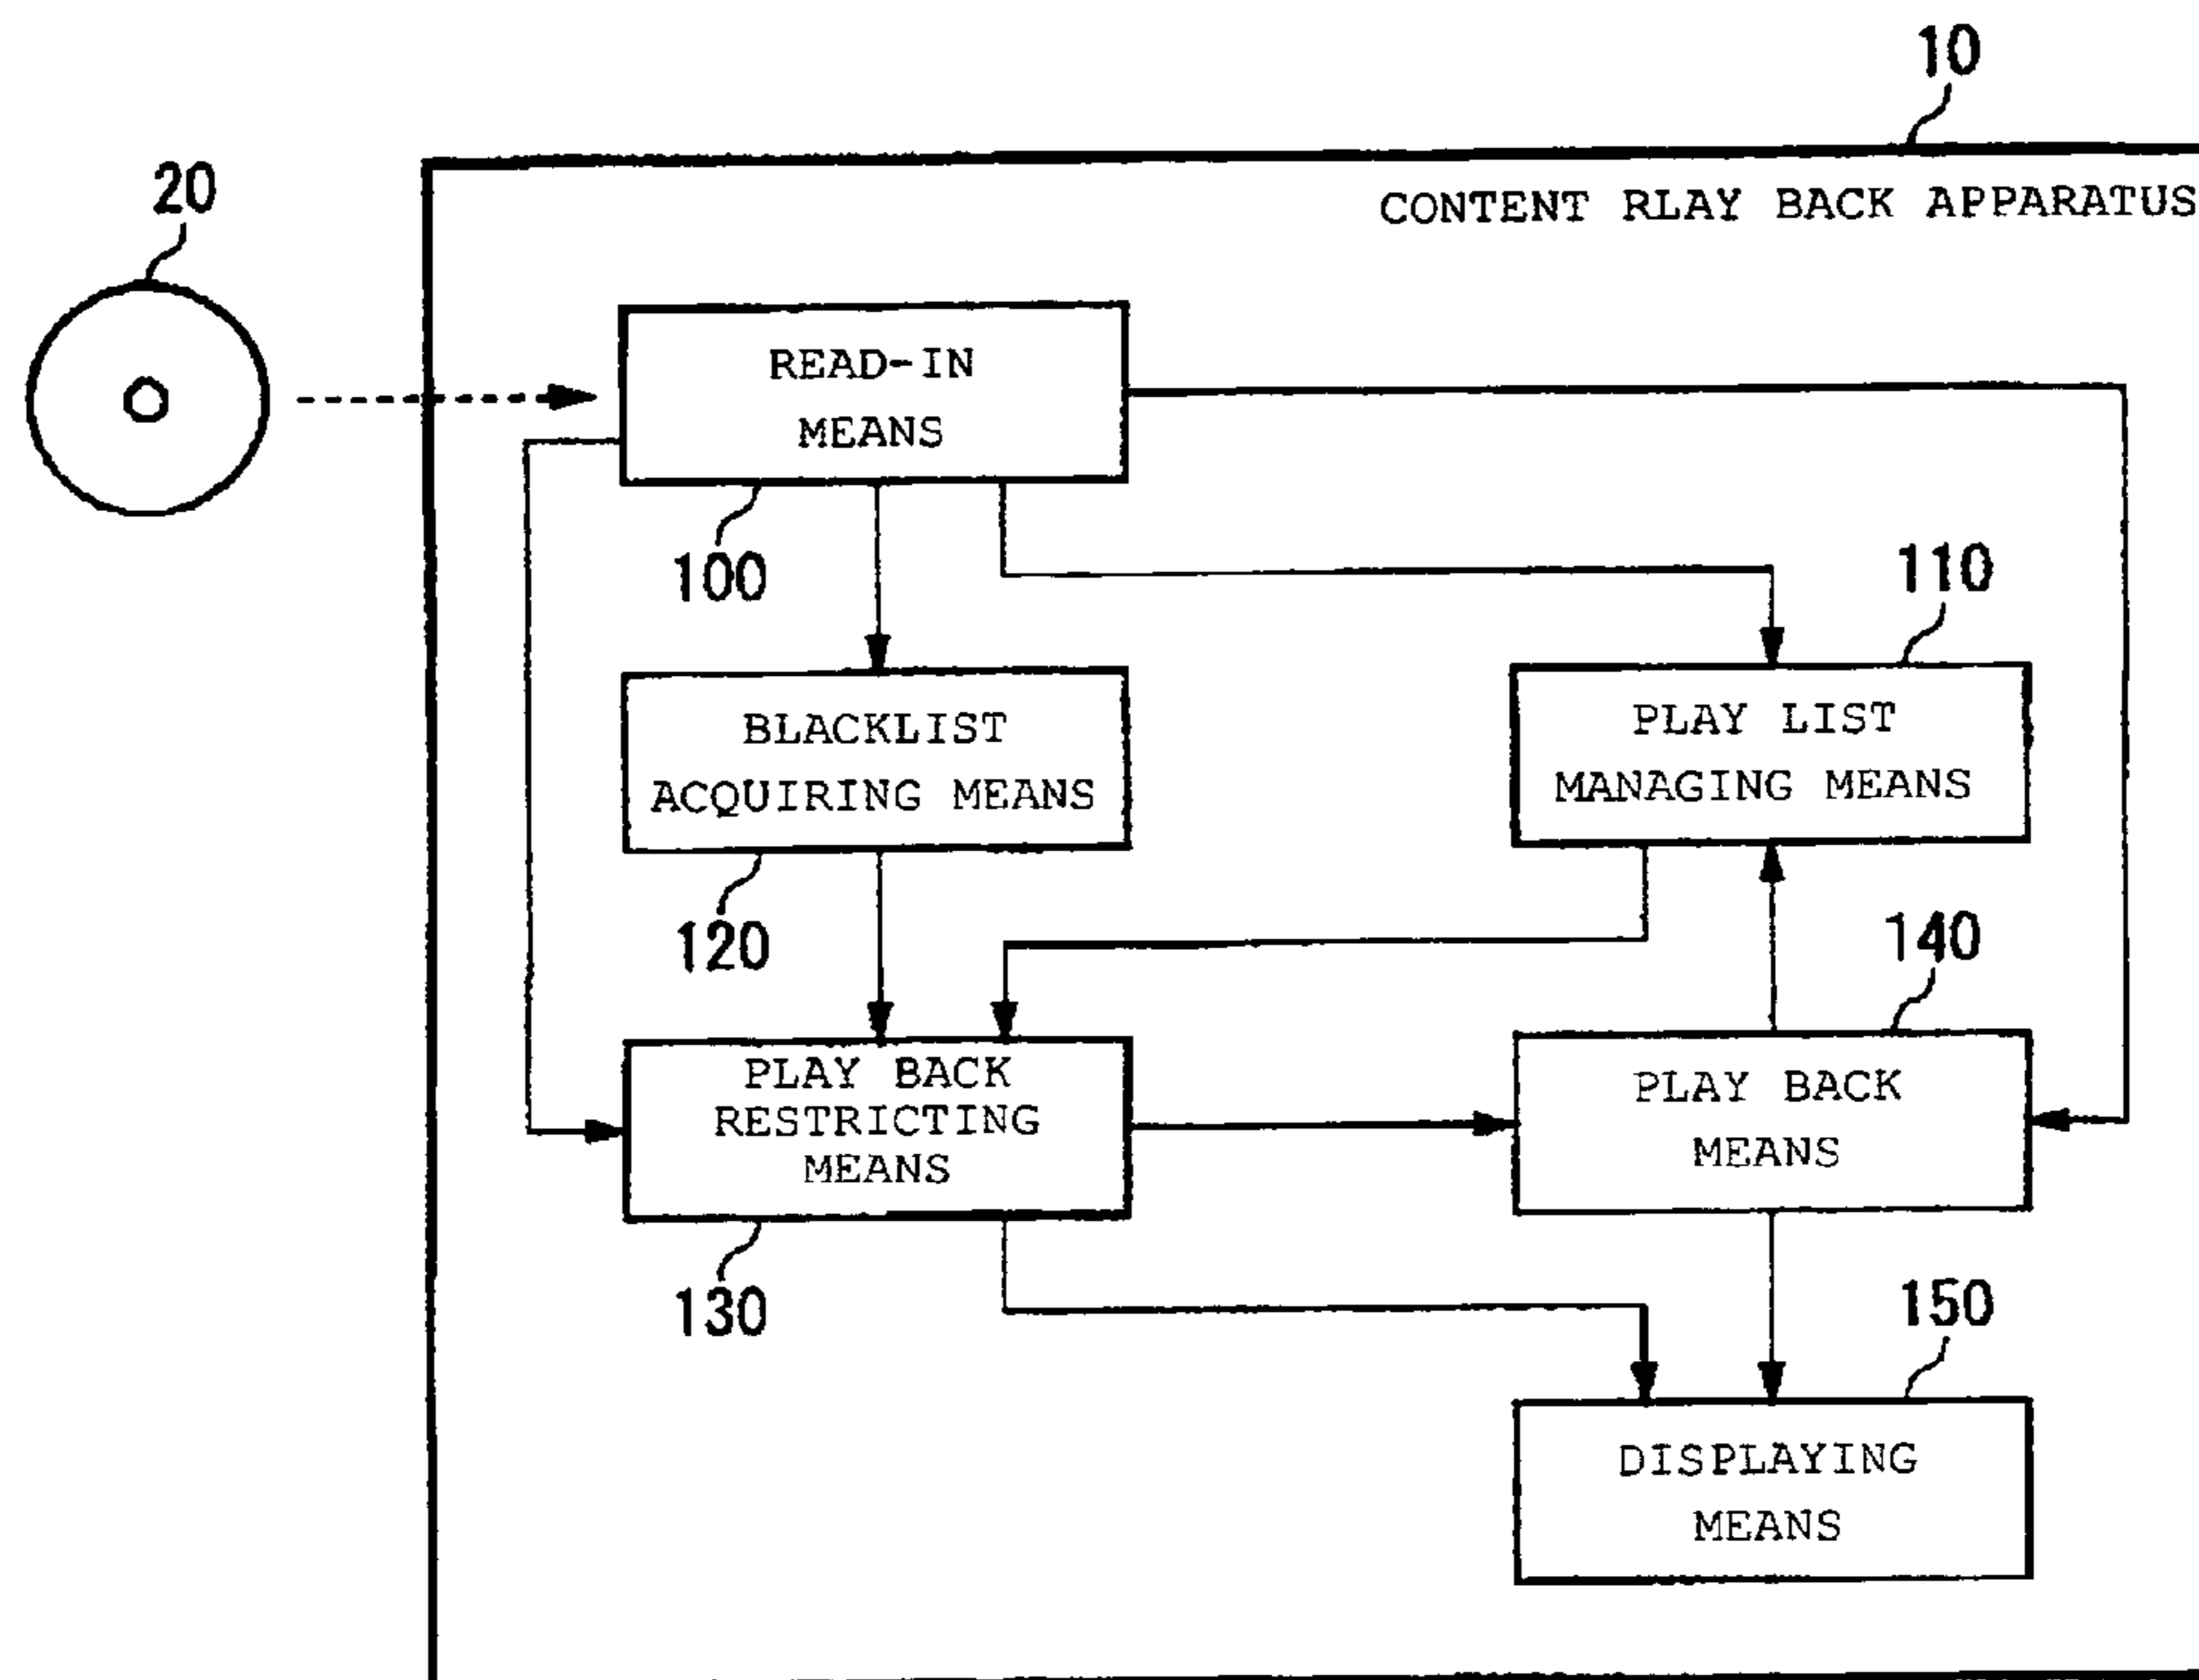 10
20
CONTENT RLAY BACK APPARATUS
READ-IN
MEANS
100
110
BLACKLIST
ACQUIRING MEANS
PLAY LIST
MANAGING MEANS
120
140
PLAY BACK
RESTRICTING
MEANS
PLAY BACK
MEANS
130
150
DISPLAYING
MEANS